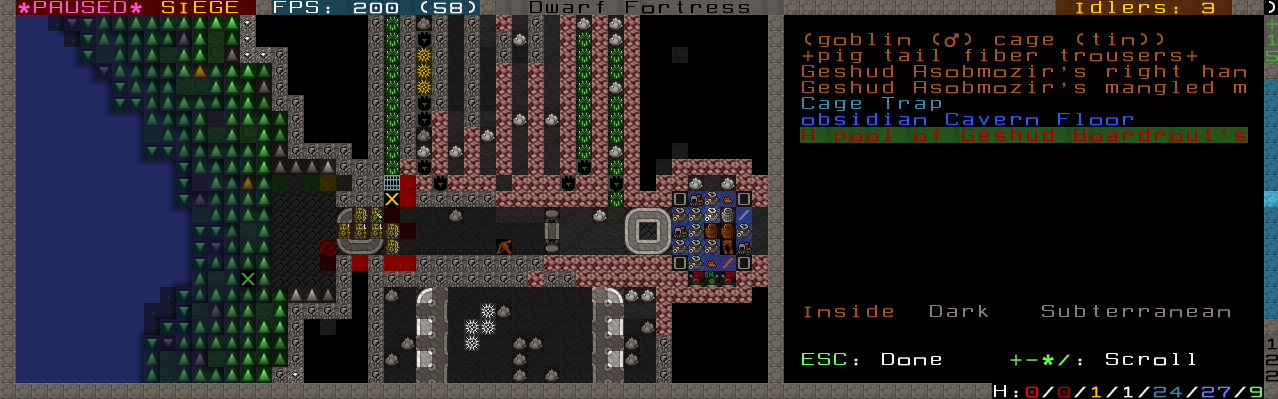 *PAUSED* SIEGE FPS: 200 (58) Dwarf Fortress Idlers: 3
(goblin (♂) cage (tin))
+pig tail fiber trousers+
Geshud Asobmozir's right han
Geshud Asobmozir's mangled m
Cage Trap
obsidian Cavern Floor
A pool of Geshud Hoardrout's
Inside Dark Subterranean
ESC: Done +-*/: Scroll
H:0/0/1/1/24/27/9